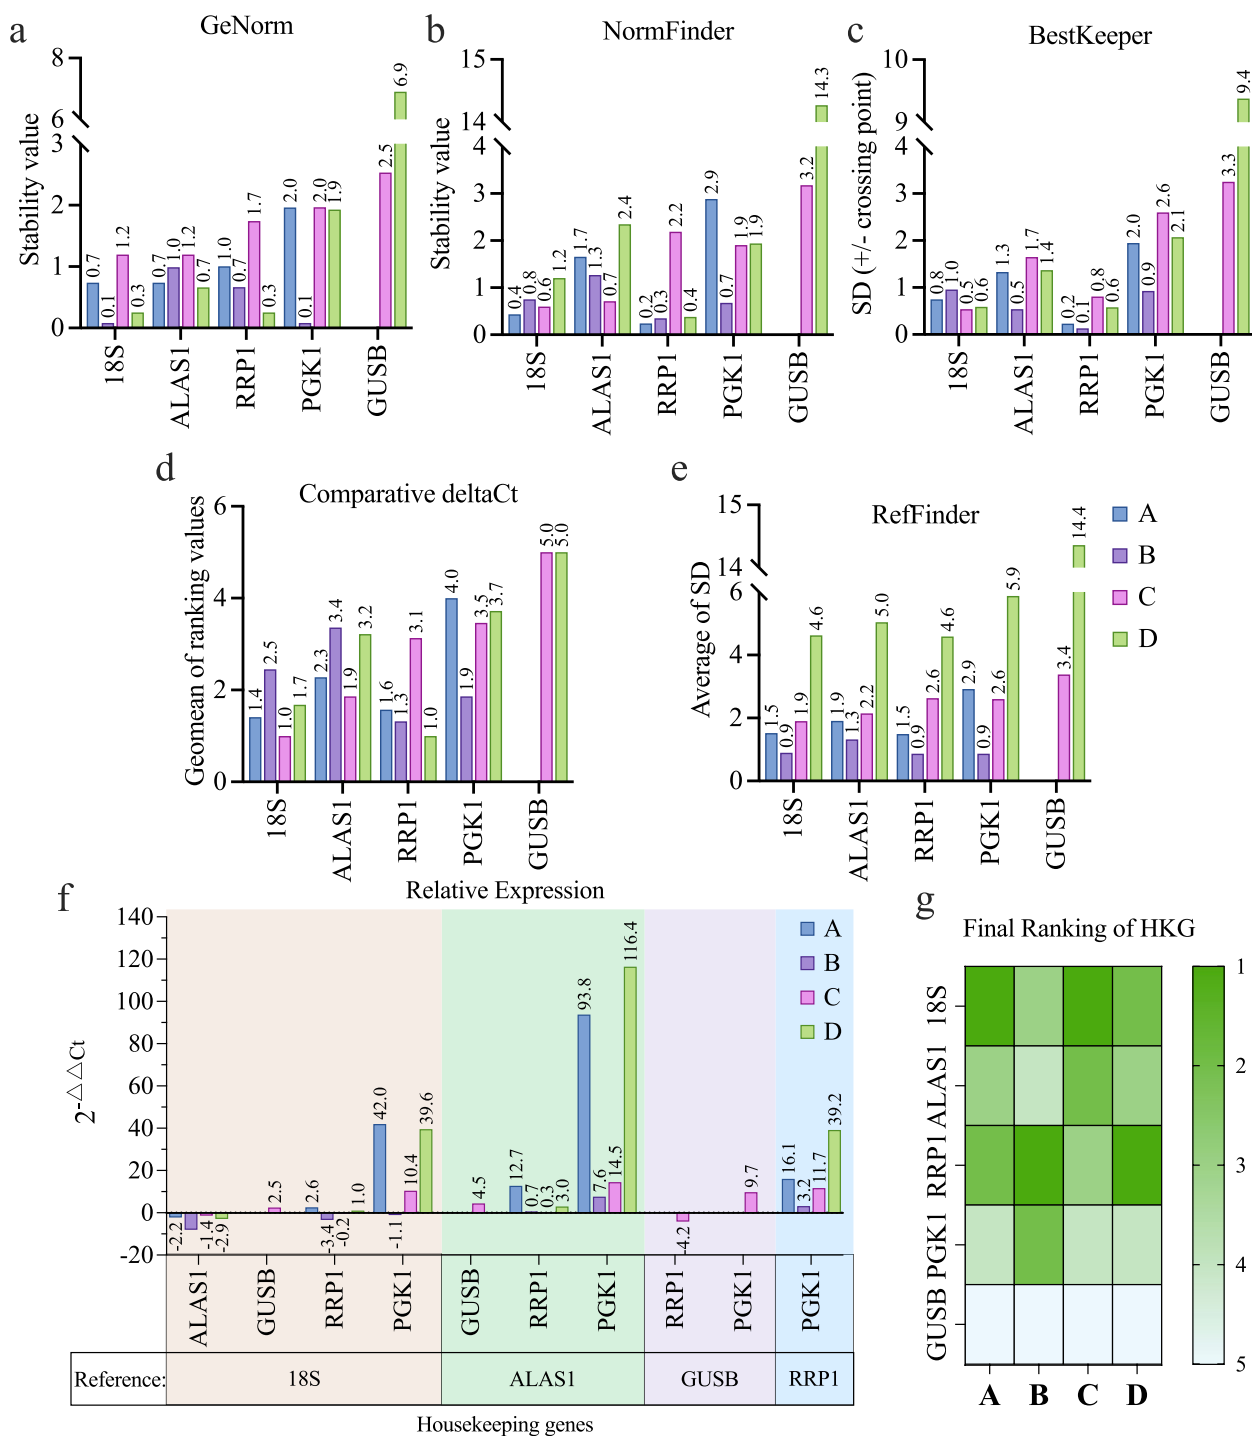 a
GeNorm
Stability value
8
6
3
2
1
0
0.7
0.1
1.2
0.3
0.7
1.0
1.2
0.7
1.0
0.7
1.7
0.3
2.0
0.1
2.0
1.9
2.5
6.9
18S
ALAS1
RRP1
PGK1
GUSB
b
NormFinder
Stability value
15
14
4
3
2
1
0
0.4
0.8
0.6
1.2
1.7
1.3
0.7
2.4
0.2
0.3
2.2
0.4
2.9
0.7
1.9
1.9
3.2
14.3
18S
ALAS1
RRP1
PGK1
GUSB
c
BestKeeper
SD (+/- crossing point)
10
9
4
3
2
1
0
0.8
1.0
0.5
0.6
1.3
0.5
1.7
1.4
0.2
0.1
0.8
0.6
2.0
0.9
2.6
2.1
3.3
9.4
18S
ALAS1
RRP1
PGK1
GUSB
d
Comparative deltaCt
Geomean of ranking values
6
4
2
0
1.4
2.5
1.0
1.7
2.3
3.4
1.9
3.2
1.6
1.3
3.1
1.0
4.0
1.9
3.5
3.7
5.0
5.0
18S
ALAS1
RRP1
PGK1
GUSB
e
RefFinder
Average of SD
15
14
6
4
2
0
1.5
0.9
1.9
4.6
1.9
1.3
2.2
5.0
1.5
0.9
2.6
4.6
2.9
0.9
2.6
5.9
3.4
14.4
18S
ALAS1
RRP1
PGK1
GUSB
A
B
C
D
f
Relative Expression
2-△△Ct
140
120
100
80
60
40
20
0
-20
-2.2
-1.4
-2.9
2.5
2.6
-3.4
-0.2
1.0
42.0
-1.1
10.4
39.6
4.5
12.7
0.7
0.3
3.0
93.8
7.6
14.5
116.4
-4.2
9.7
16.1
3.2
11.7
39.2
A
B
C
D
ALAS1
GUSB
RRP1
PGK1
GUSB
RRP1
PGK1
RRP1
PGK1
PGK1
Reference: 18S ALAS1 GUSB RRP1
Housekeeping genes
g
Final Ranking of HKG
18S
ALAS1
RRP1
PGK1
GUSB
A B C D
1
2
3
4
5